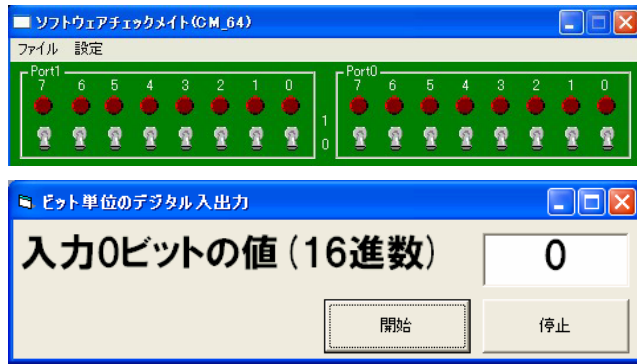 ソフトウェアチェックメイト(CM_64)
ファイル 設定
Port1
7 6 5 4 3 2 1 0
Port0
7 6 5 4 3 2 1 0
1
0
ビット単位のデジタル入出力
入力0ビットの値(16進数) 0
開始 停止